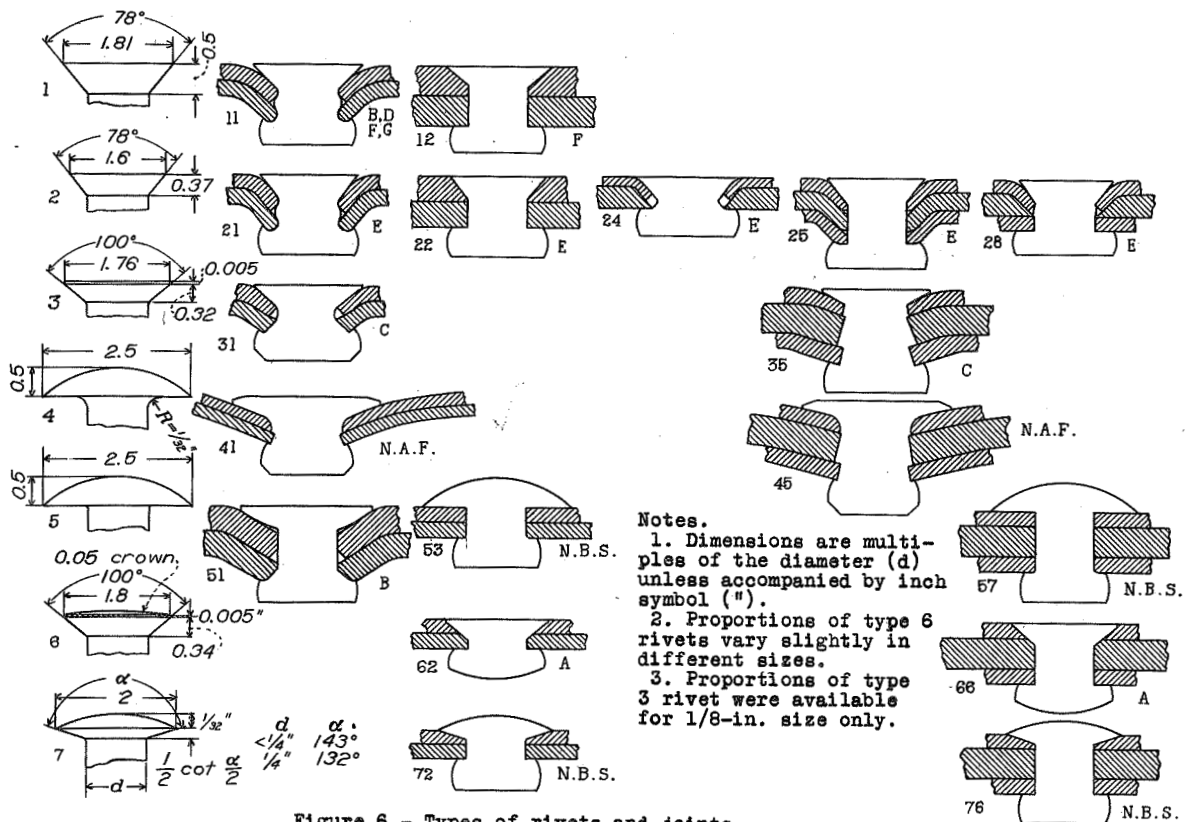 78°
1.81
0.5
1
11
B,D
F,G
12
F
78°
1.6
0.37
2
21
E
22
E
24
E
25
E
26
E
100°
1.76
0.005
0.32
3
31
C
35
C
2.5
0.5
4
R=1/32"
41
N.A.F.
45
N.A.F.
2.5
0.5
5
51
B
53
N.B.S.
57
N.B.S.
0.05 crown
100°
1.8
0.005"
0.34
6
62
A
66
A
α
2
1/32"
7
d
1/2 cot α/2
d α.
<1/4" 143°
1/4" 132°
72
N.B.S.
76
N.B.S.
Notes.
1. Dimensions are multi-
ples of the diameter (d)
unless accompanied by inch
symbol (").
2. Proportions of type 6
rivets vary slightly in
different sizes.
3. Proportions of type
3 rivet were available
for 1/8-in. size only.
Figure 6 - Types of rivets and joints